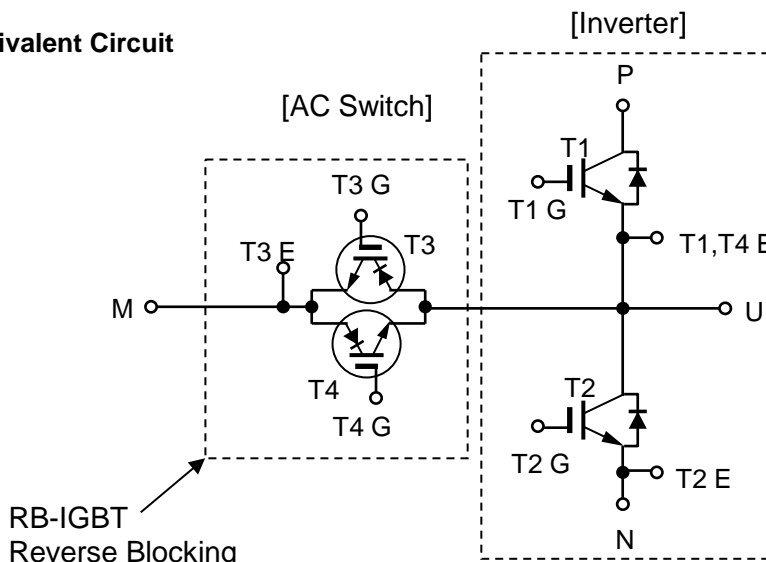 ivalent Circuit
[Inverter]
[AC Switch]
P
T1
T1 G
T1,T4 E
T3 G
T3
T3 E
M
U
T4
T4 G
T2
T2 G
T2 E
N
RB-IGBT
Reverse Blocking